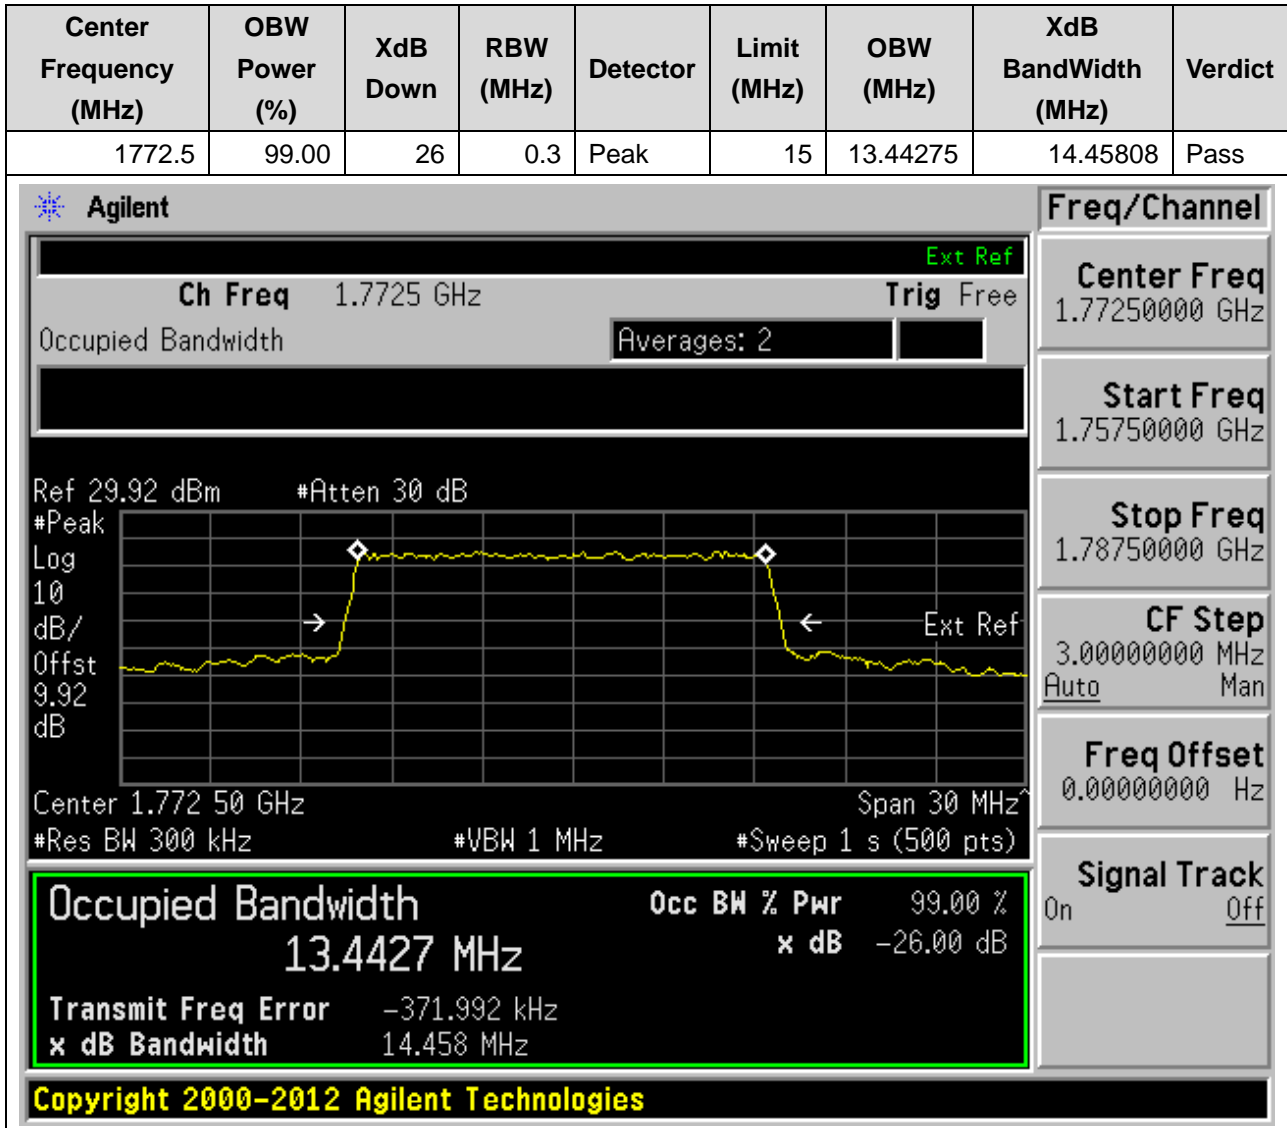 Center Frequency (MHz) OBW Power (%) XdB Down RBW (MHz) Detector Limit (MHz) OBW (MHz) XdB BandWidth (MHz) Verdict
1772.5 99.00 26 0.3 Peak 15 13.44275 14.45808 Pass
Agilent
Freq/Channel
Ext Ref
Ch Freq 1.7725 GHz Trig Free
Occupied Bandwidth Averages: 2
Center Freq
1.77250000 GHz
Start Freq
1.75750000 GHz
Stop Freq
1.78750000 GHz
CF Step
3.00000000 MHz
Auto Man
Freq Offset
0.00000000 Hz
Signal Track
On Off
Ref 29.92 dBm #Atten 30 dB
#Peak
Log
10
dB/
Offst
9.92
dB
Ext Ref
Center 1.772 50 GHz Span 30 MHz^
#Res BW 300 kHz #VBW 1 MHz #Sweep 1 s (500 pts)
Occupied Bandwidth
13.4427 MHz
Occ BW % Pwr 99.00 %
x dB -26.00 dB
Transmit Freq Error -371.992 kHz
x dB Bandwidth 14.458 MHz
Copyright 2000-2012 Agilent Technologies